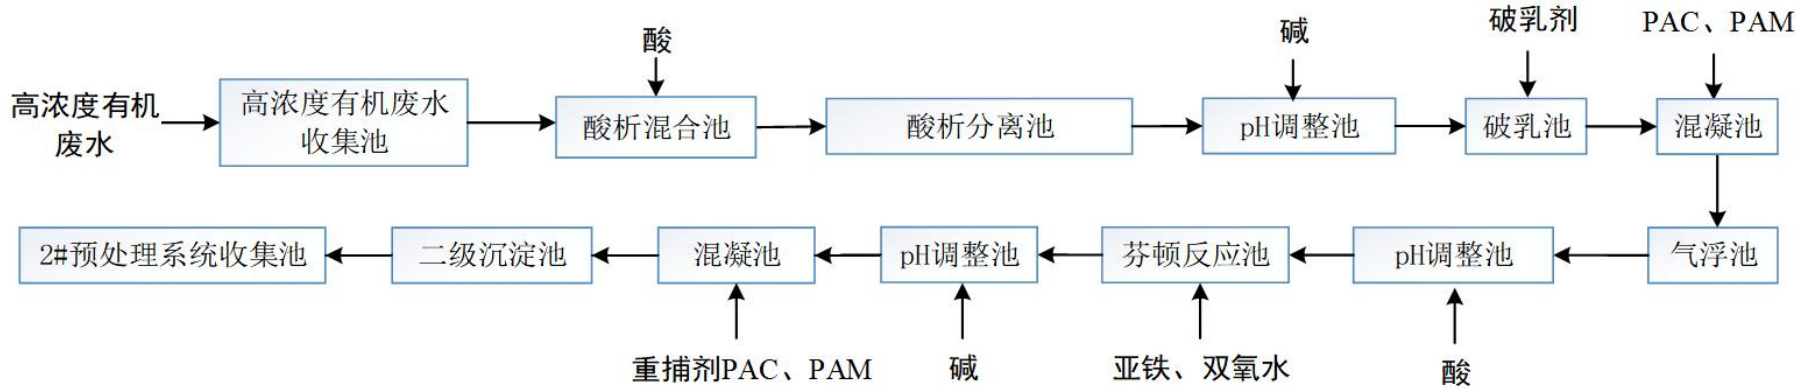 酸
碱
破乳剂
PAC、PAM
高浓度有机
废水
高浓度有机废水
收集池
酸析混合池
酸析分离池
pH调整池
破乳池
混凝池
2#预处理系统收集池
二级沉淀池
混凝池
pH调整池
芬顿反应池
pH调整池
气浮池
重捕剂PAC、PAM
碱
亚铁、双氧水
酸